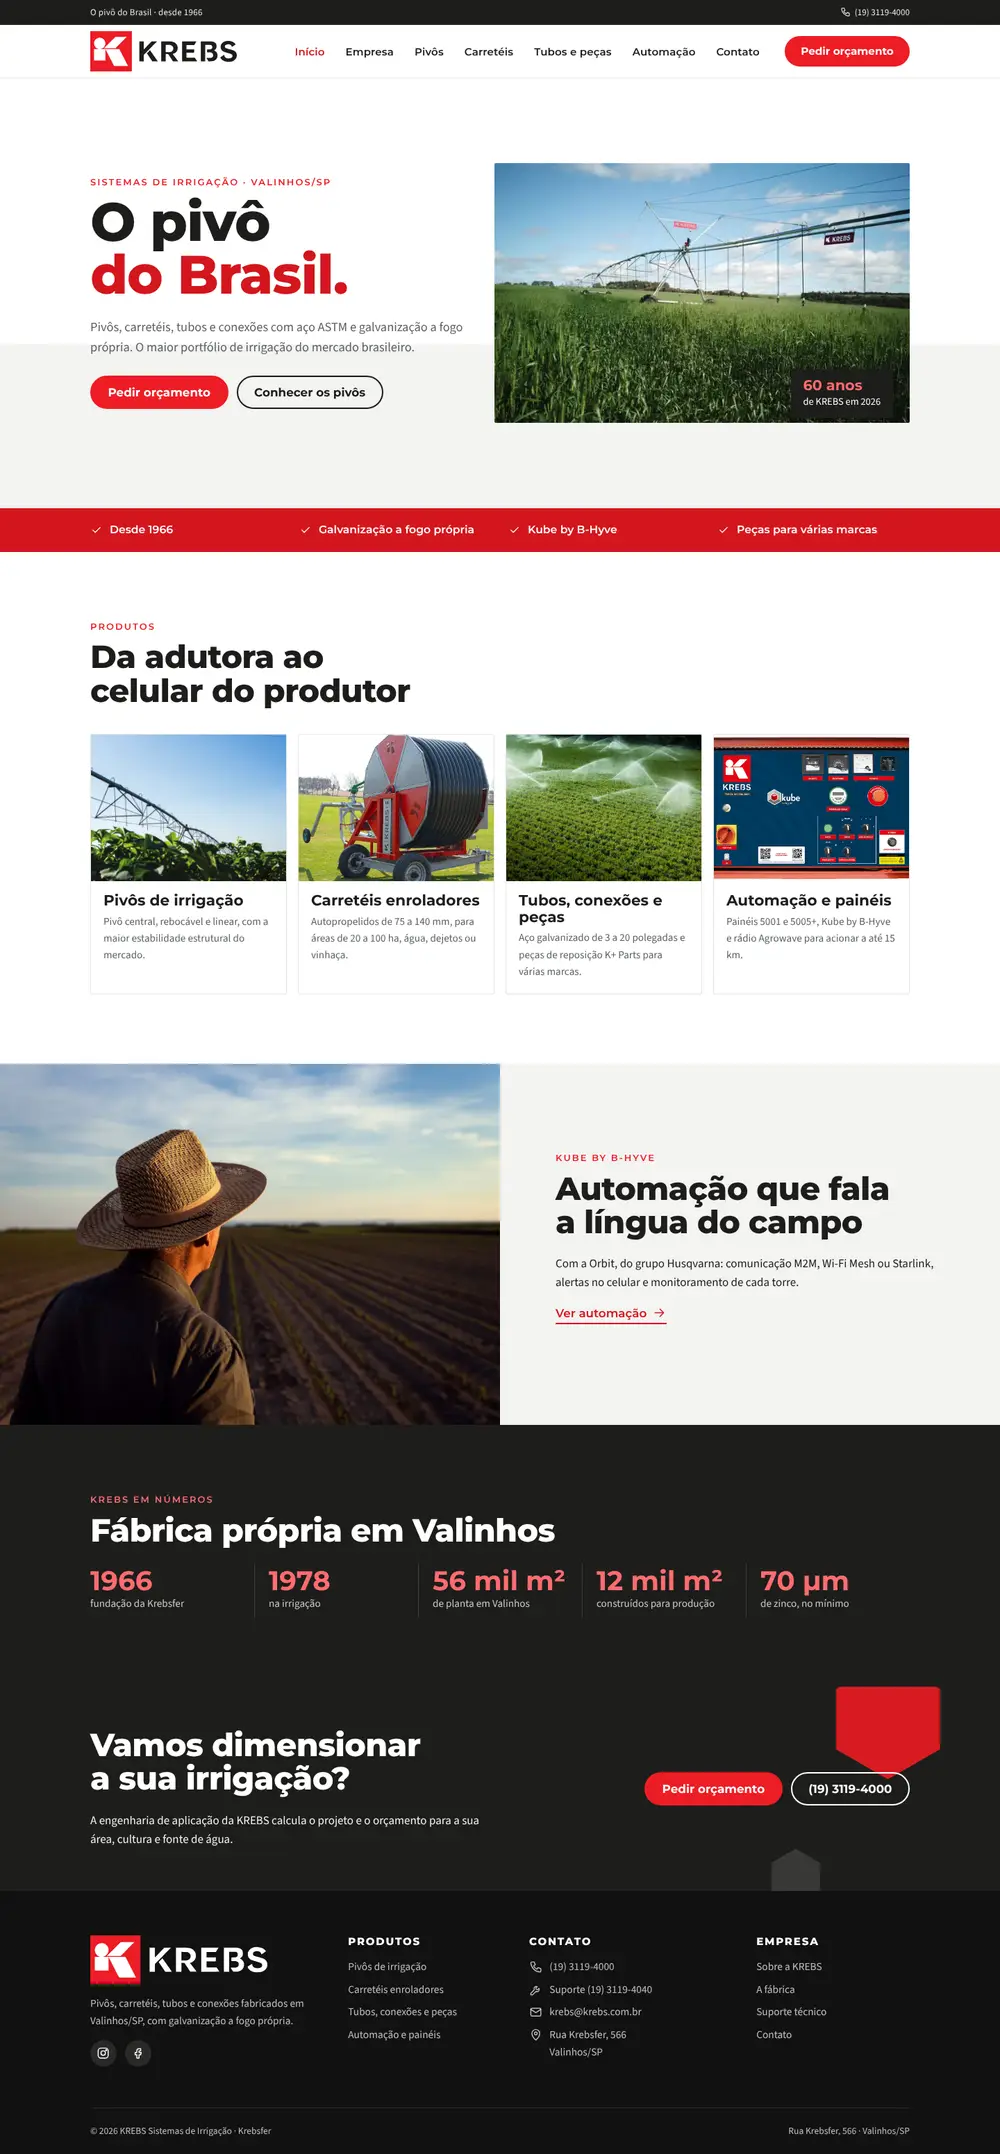 O pivô do Brasil · desde 1966
(19) 3119-4000
KREBS
Início
Empresa
Pivôs
Carretéis
Tubos e peças
Automação
Contato
Pedir orçamento
SISTEMAS DE IRRIGAÇÃO · VALINHOS/SP
O pivô
do Brasil.
Pivôs, carretéis, tubos e conexões com aço ASTM e galvanização a fogo
própria. O maior portfólio de irrigação do mercado brasileiro.
Pedir orçamento
Conhecer os pivôs
KREBS
60 anos
de KREBS em 2026
Desde 1966
Galvanização a fogo própria
Kube by B-Hyve
Peças para várias marcas
PRODUTOS
Da adutora ao
celular do produtor
KREBS
KREBS
kube
Pivôs de irrigação
Pivô central, rebocável e linear, com a
maior estabilidade estrutural do
mercado.
Carretéis enroladores
Autopropelidos de 75 a 140 mm, para
áreas de 20 a 100 ha, água, dejetos ou
vinhaça.
Tubos, conexões e
peças
Aço galvanizado de 3 a 20 polegadas e
peças de reposição K+ Parts para
várias marcas.
Automação e painéis
Painéis 5001 e 5005+, Kube by B-Hyve
e rádio Agrowave para acionar a até 15
km.
KUBE BY B-HYVE
Automação que fala
a língua do campo
Com a Orbit, do grupo Husqvarna: comunicação M2M, Wi-Fi Mesh ou Starlink,
alertas no celular e monitoramento de cada torre.
Ver automação
KREBS EM NÚMEROS
Fábrica própria em Valinhos
1966
fundação da Krebsfer
1978
na irrigação
56 mil m²
de planta em Valinhos
12 mil m²
construídos para produção
70 µm
de zinco, no mínimo
Vamos dimensionar
a sua irrigação?
A engenharia de aplicação da KREBS calcula o projeto e o orçamento para a sua
área, cultura e fonte de água.
Pedir orçamento
(19) 3119-4000
KREBS
Pivôs, carretéis, tubos e conexões fabricados em
Valinhos/SP, com galvanização a fogo própria.
PRODUTOS
Pivôs de irrigação
Carretéis enroladores
Tubos, conexões e peças
Automação e painéis
CONTATO
(19) 3119-4000
Suporte (19) 3119-4040
krebs@krebs.com.br
Rua Krebsfer, 566
Valinhos/SP
EMPRESA
Sobre a KREBS
A fábrica
Suporte técnico
Contato
© 2026 KREBS Sistemas de Irrigação · Krebsfer
Rua Krebsfer, 566 · Valinhos/SP